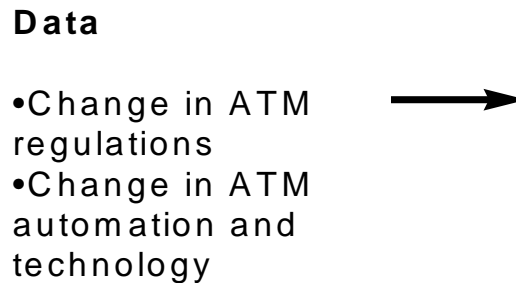 Data
•Change in ATM
regulations
•Change in ATM
automation and
technology